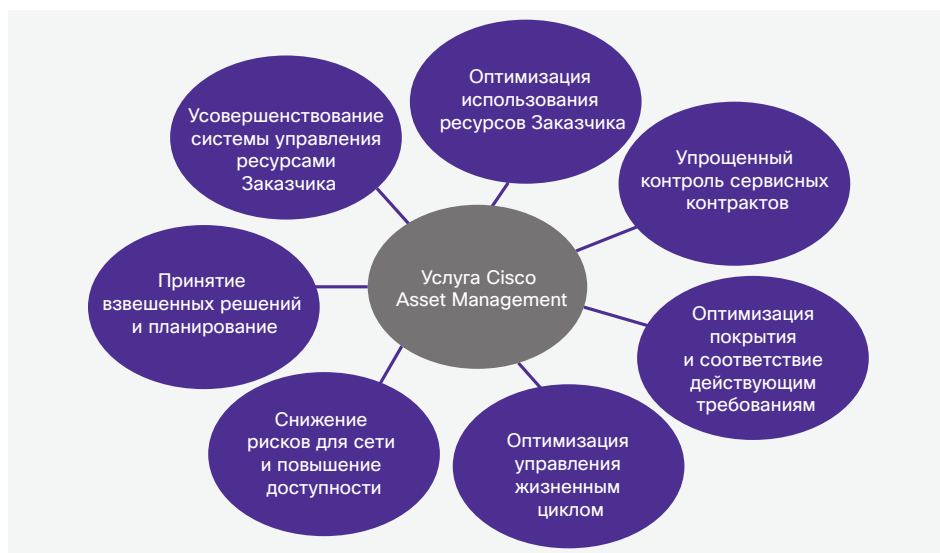 Оптимизация
использования
ресурсов Заказчика
Усовершенствование
системы управления
ресурсами
Заказчика
Упрощенный
контроль сервисных
контрактов
Услуга Cisco
Asset Management
Принятие
взвешенных решений
и планирование
Оптимизация
покрытия
и соответствие
действующим
требованиям
Снижение
рисков для сети
и повышение
доступности
Оптимизация
управления
жизненным
циклом